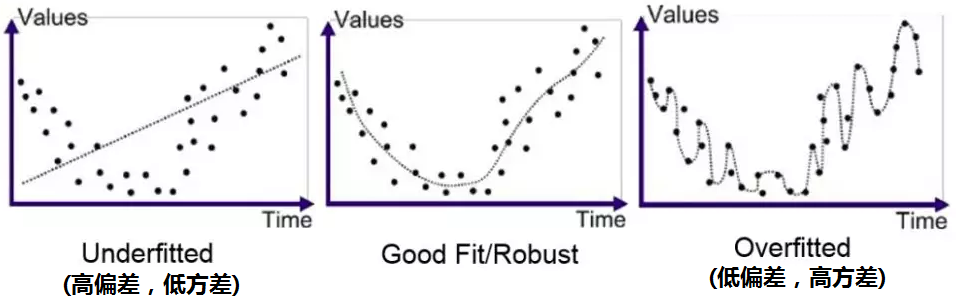 Values
Time
Underfitted
(高偏差，低方差)
Values
Time
Good Fit/Robust
Values
Time
Overfitted
(低偏差，高方差)